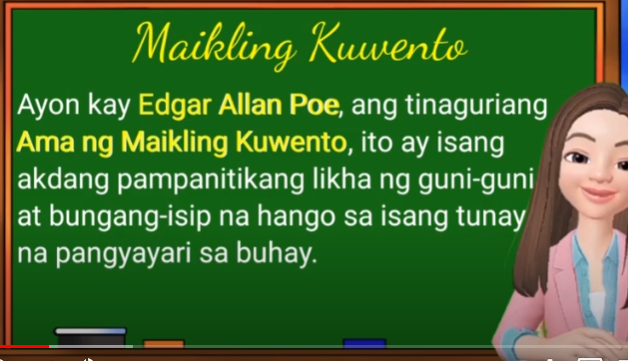 Maikling Kuwento
Ayon kay Edgar Allan Poe, ang tinaguriang
Ama ng Maikling Kuwento, ito ay isang
akdang pampanitikang likha ng guni-guni
at bungang-isip na hango sa isang tunay
na pangyayari sa buhay.